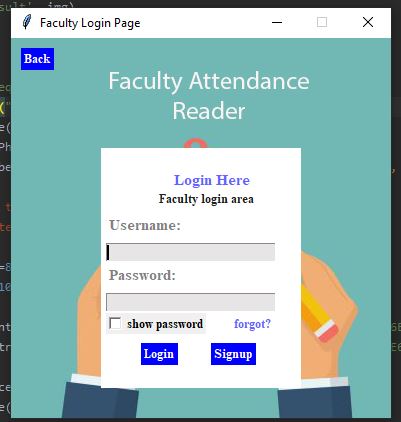 Faculty Login Page
Back
Faculty Attendance
Reader
Login Here
Faculty login area
Username:
Password:
show password
forgot?
Login
Signup